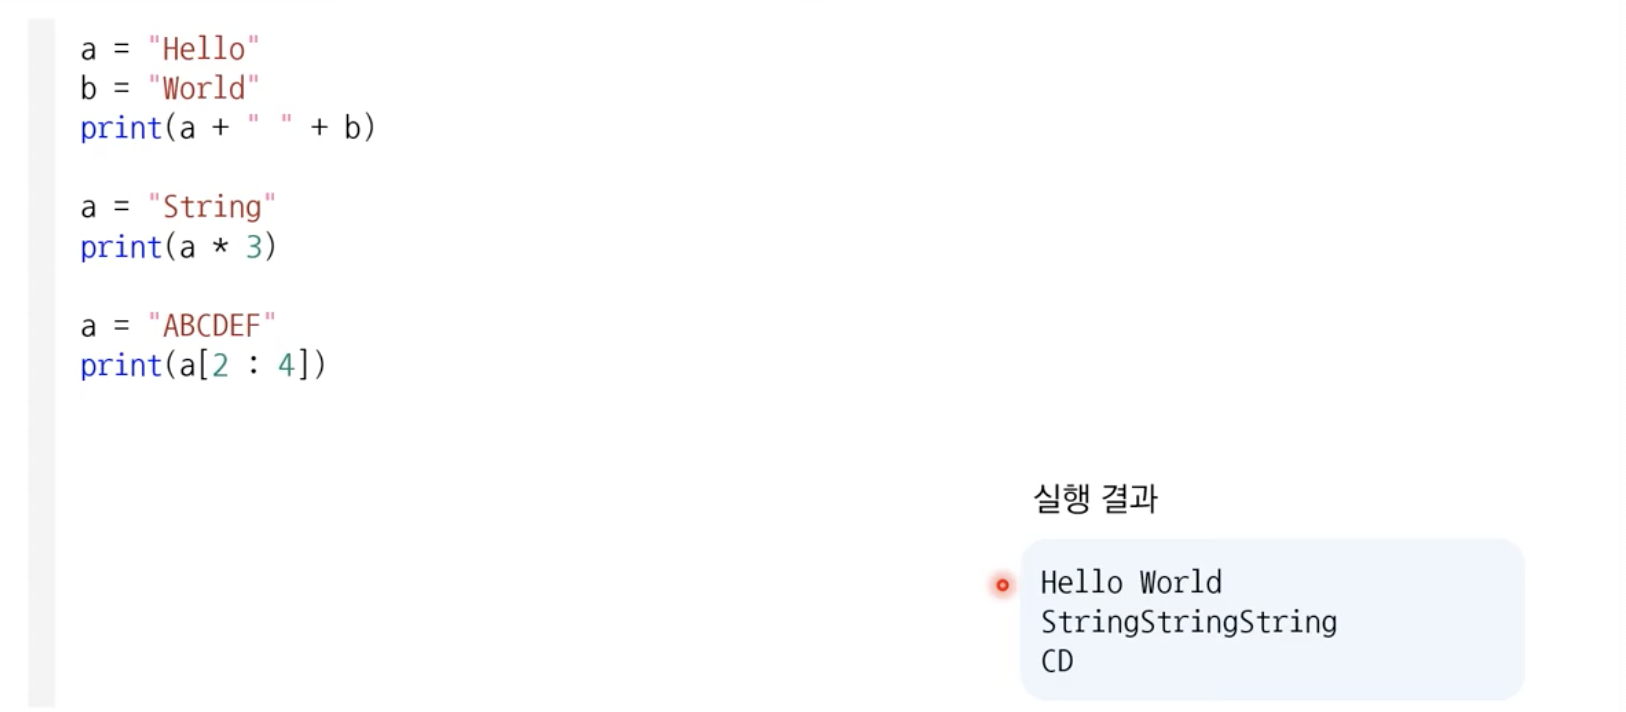 a = "Hello"
b = "World"
print(a + " " + b)
a = "String"
print(a * 3)
a = "ABCDEF"
print(a[2 : 4])
실행 결과
Hello World
StringStringString
CD